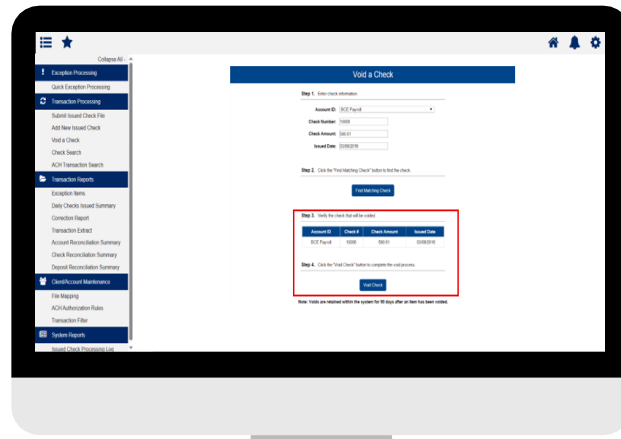 Collapse All -
Exception Processing
Quick Exception Processing
Transaction Processing
Submit Issued Check File
Add New Issued Check
Void a Check
Check Search
ACH Transaction Search
Transaction Reports
Exception Items
Daily Checks Issued Summary
Correction Report
Transaction Extract
Account Reconciliation Summary
Check Reconciliation Summary
Deposit Reconciliation Summary
Client/Account Maintenance
File Mapping
ACH Authorization Rules
Transaction Filter
System Reports
Issued Check Processing Log
Void a Check
Step 1. Enter check information.
Account ID: BCE Payroll
Check Number:
Check Amount:
Issued Date:
Step 2. Click the "Find Matching Check" button to find the check.
Find Matching Check
Step 3. Verify the check that will be voided.
Account ID Check # Check Amount Issued Date
BCE Payroll
Step 4. Click the "Void Check" button to complete the void process.
Void Check
Note: Voids are retained within the system for 90 days after an item has been voided.